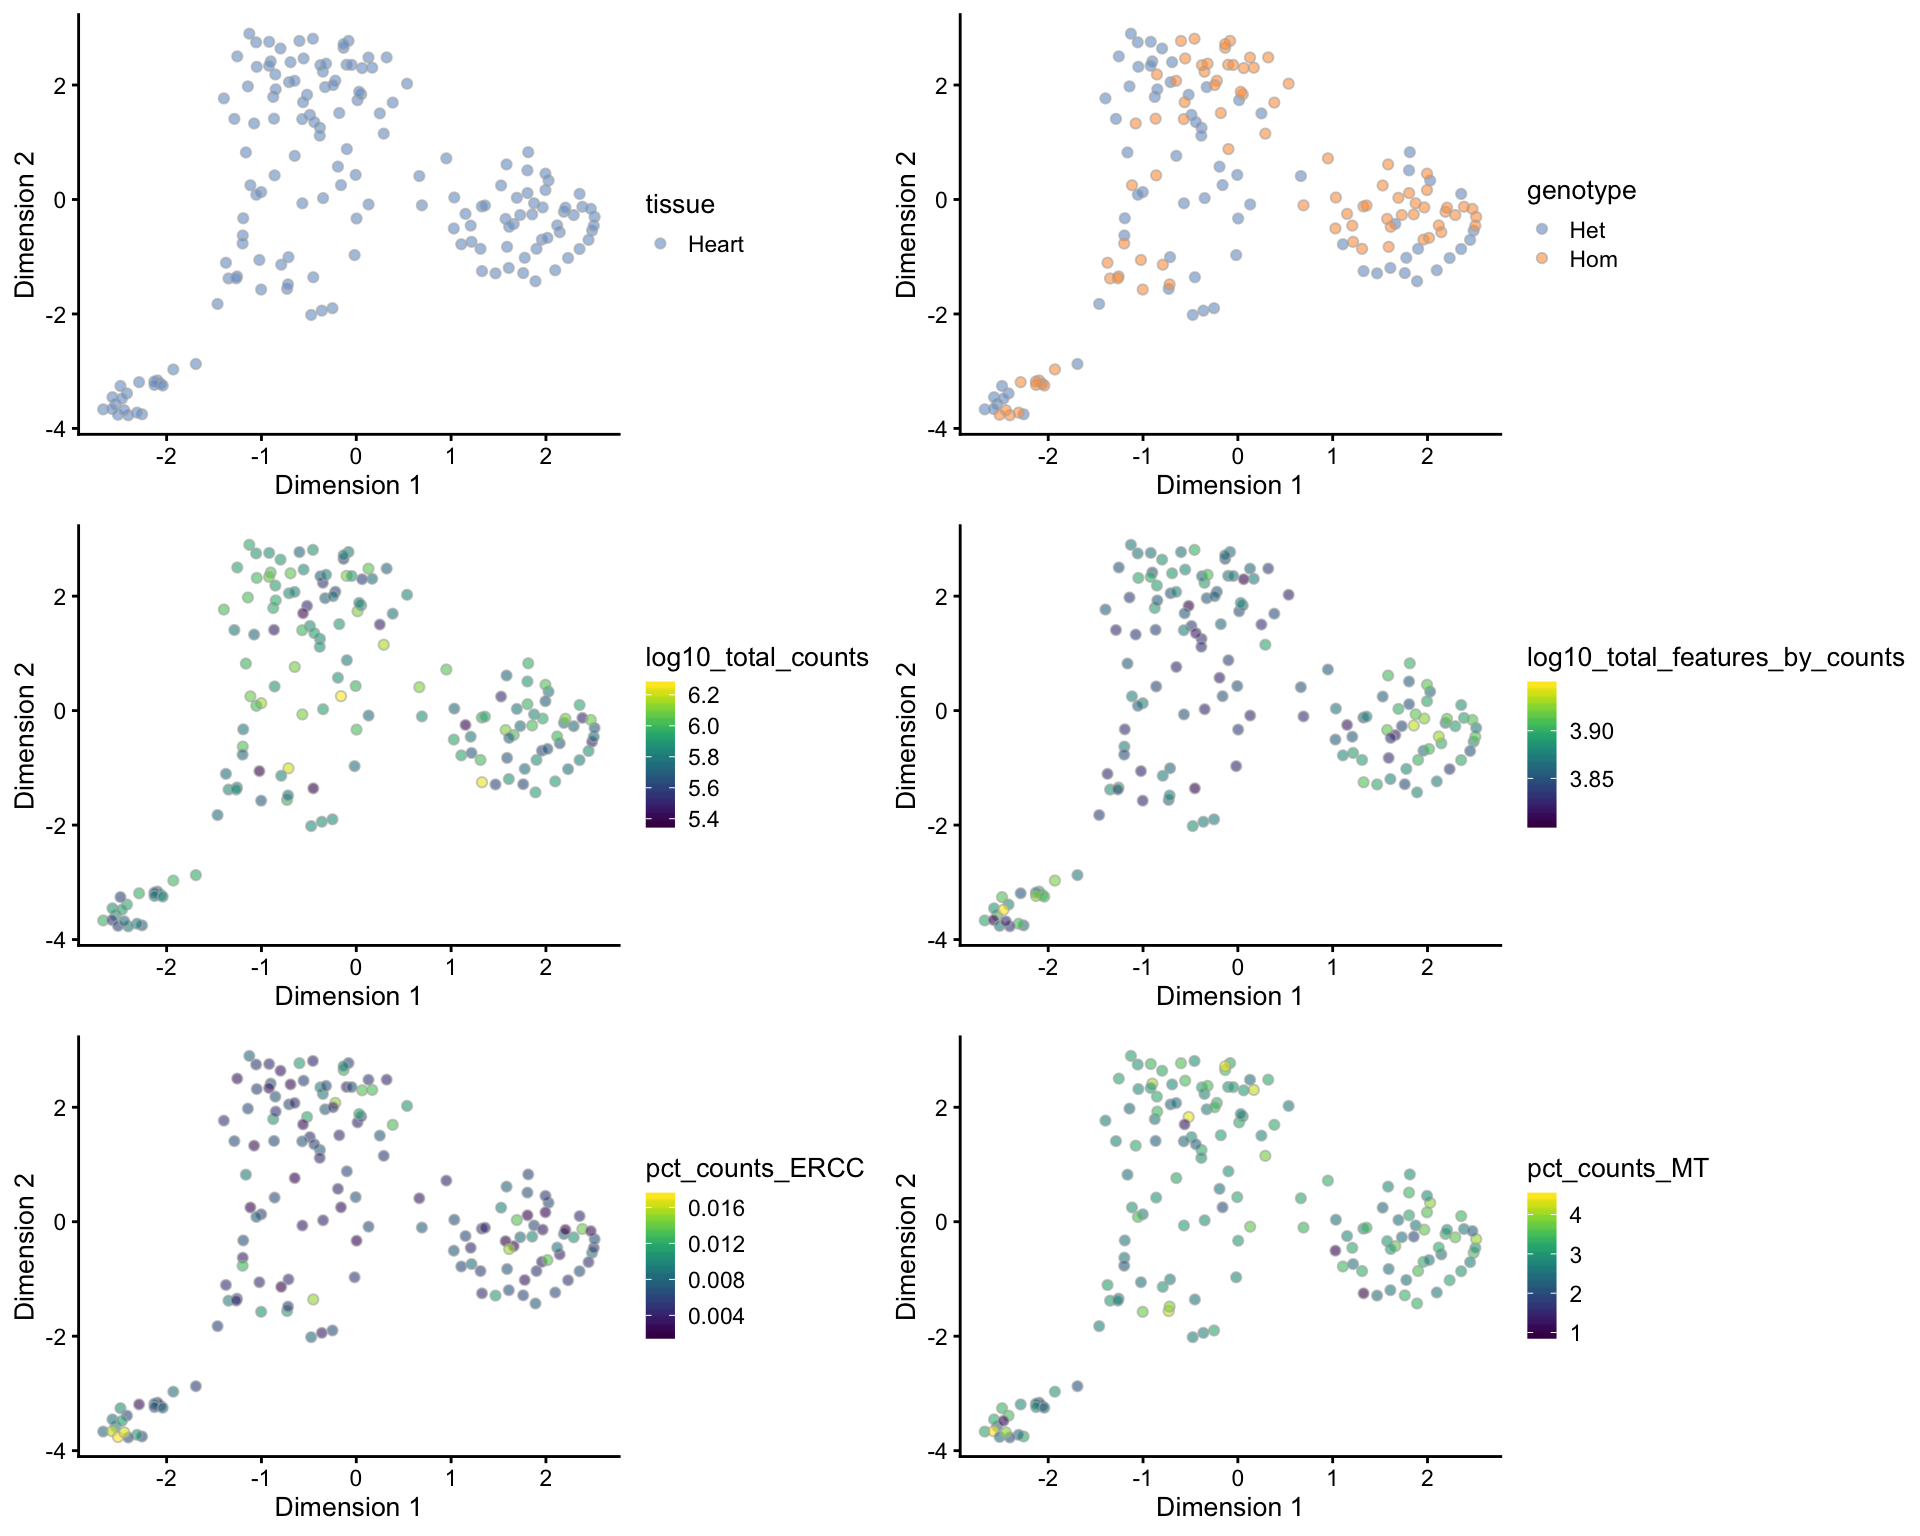 Dimension 2
2
0
-2
-4
-2 -1 0 1 2
Dimension 1
tissue
Heart
Dimension 2
2
0
-2
-4
-2 -1 0 1 2
Dimension 1
genotype
Het
Hom
Dimension 2
2
0
-2
-4
-2 -1 0 1 2
Dimension 1
log10_total_counts
6.2
6.0
5.8
5.6
5.4
Dimension 2
2
0
-2
-4
-2 -1 0 1 2
Dimension 1
log10_total_features_by_counts
3.90
3.85
Dimension 2
2
0
-2
-4
-2 -1 0 1 2
Dimension 1
pct_counts_ERCC
0.016
0.012
0.008
0.004
Dimension 2
2
0
-2
-4
-2 -1 0 1 2
Dimension 1
pct_counts_MT
4
3
2
1